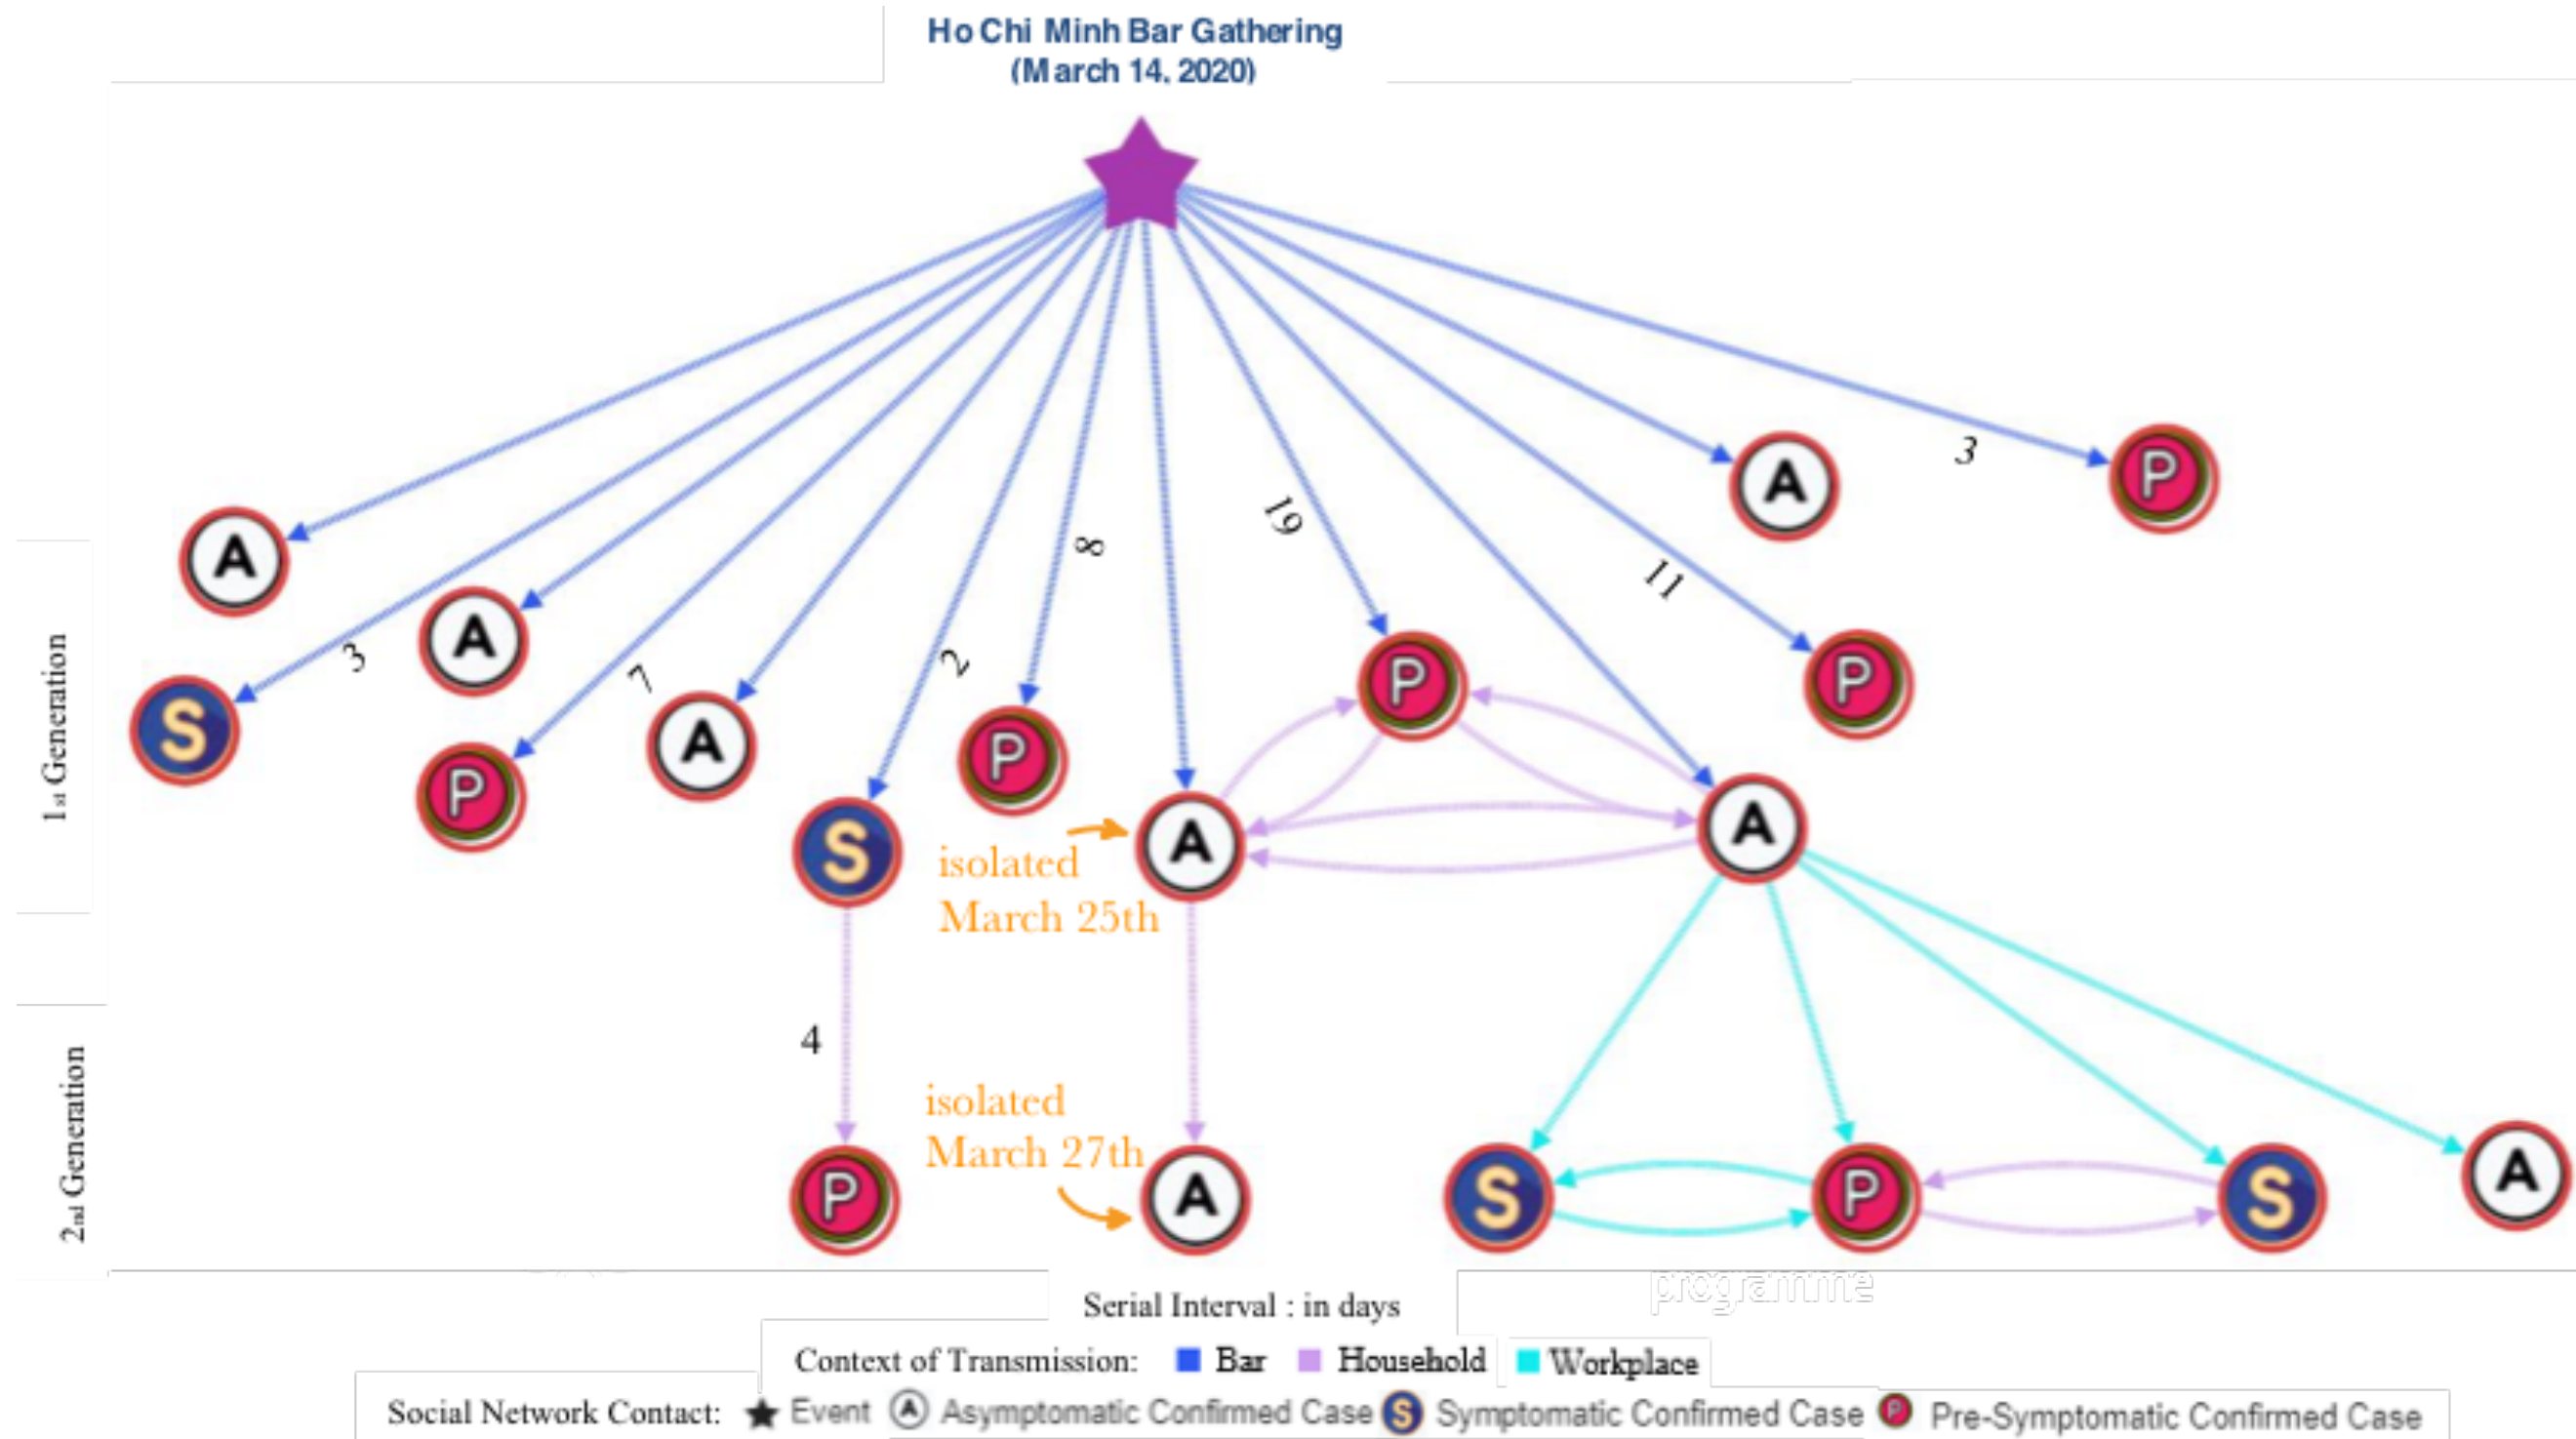 Ho Chi Minh Bar Gathering
(March 14, 2020)
A
P
3
19
8
11
A
3
A
7
2
P
P
S
A
P
P
S
A
A
isolated
March 25th
1st Generation
4
isolated
March 27th
2nd Generation
P
A
S
P
S
A
programme
Serial Interval : in days
Context of Transmission: Bar Household Workplace
Social Network Contact: Event A Asymptomatic Confirmed Case S Symptomatic Confirmed Case P Pre-Symptomatic Confirmed Case